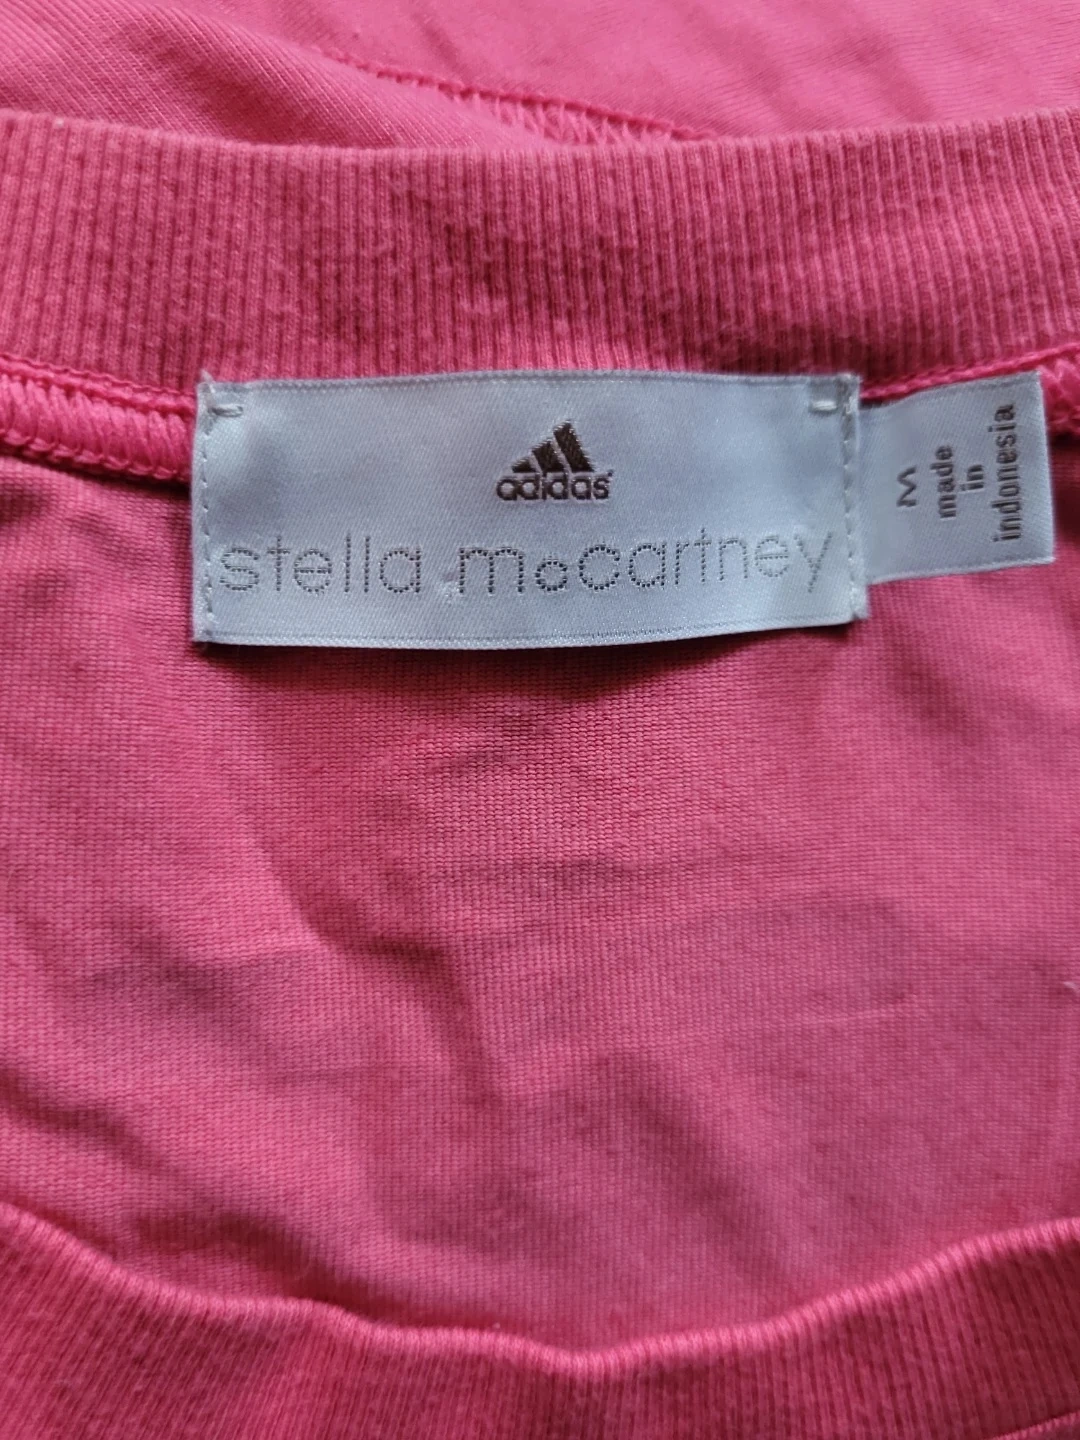 adidas
stella mccartney
M
made
in
indonesia